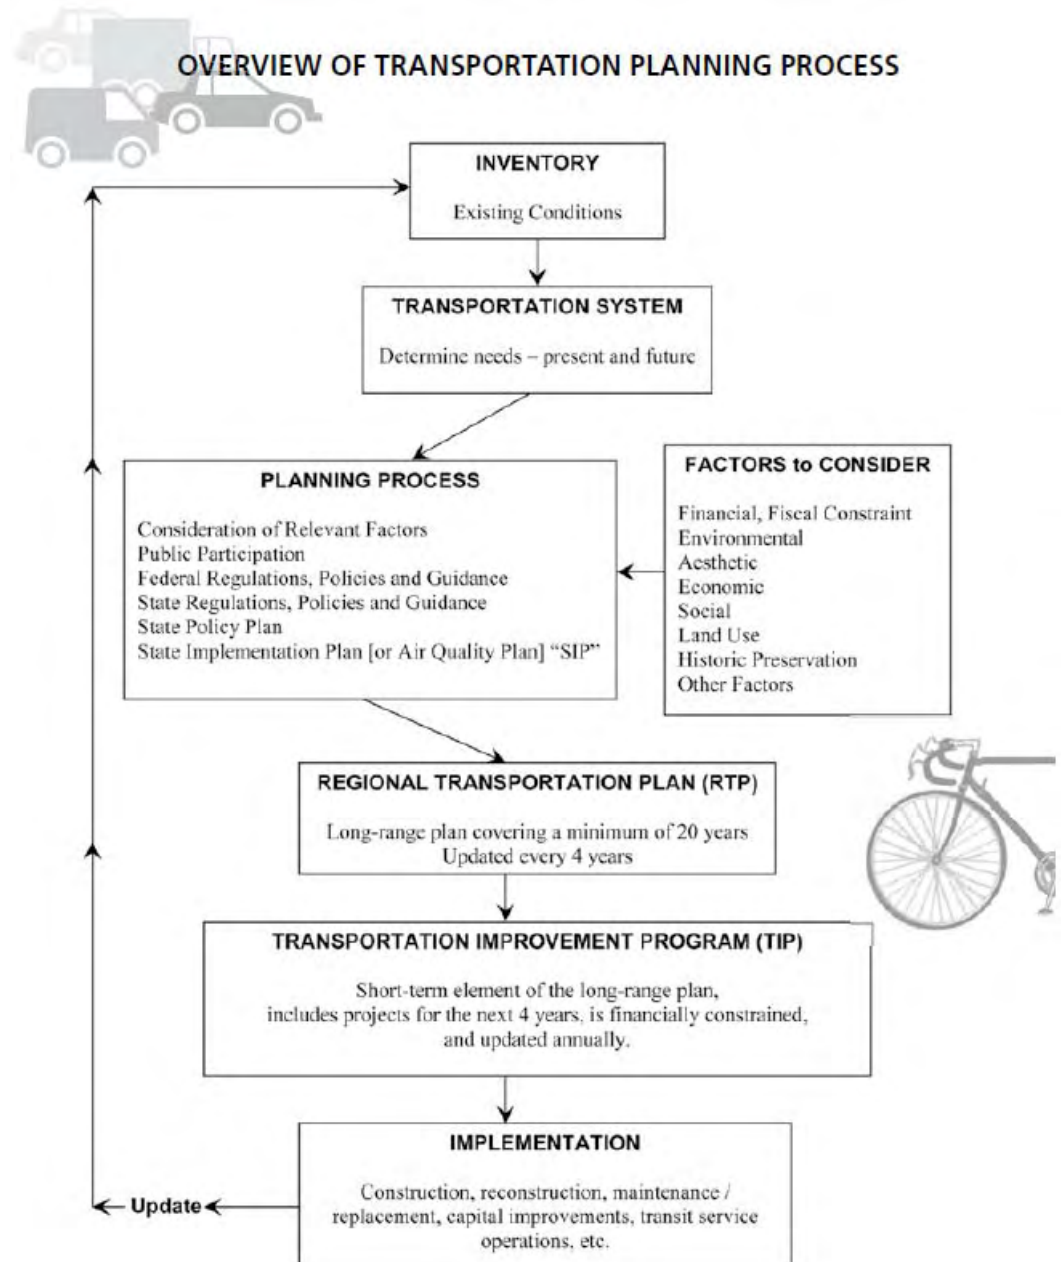 OVERVIEW OF TRANSPORTATION PLANNING PROCESS
INVENTORY
Existing Conditions
TRANSPORTATION SYSTEM
Determine needs – present and future
PLANNING PROCESS
Consideration of Relevant Factors
Public Participation
Federal Regulations, Policies and Guidance
State Regulations, Policies and Guidance
State Policy Plan
State Implementation Plan [or Air Quality Plan] “SIP”
FACTORS to CONSIDER
Financial, Fiscal Constraint
Environmental
Aesthetic
Economic
Social
Land Use
Historic Preservation
Other Factors
REGIONAL TRANSPORTATION PLAN (RTP)
Long-range plan covering a minimum of 20 years
Updated every 4 years
TRANSPORTATION IMPROVEMENT PROGRAM (TIP)
Short-term element of the long-range plan,
includes projects for the next 4 years, is financially constrained,
and updated annually.
IMPLEMENTATION
Construction, reconstruction, maintenance /
replacement, capital improvements, transit service
operations, etc.
Update